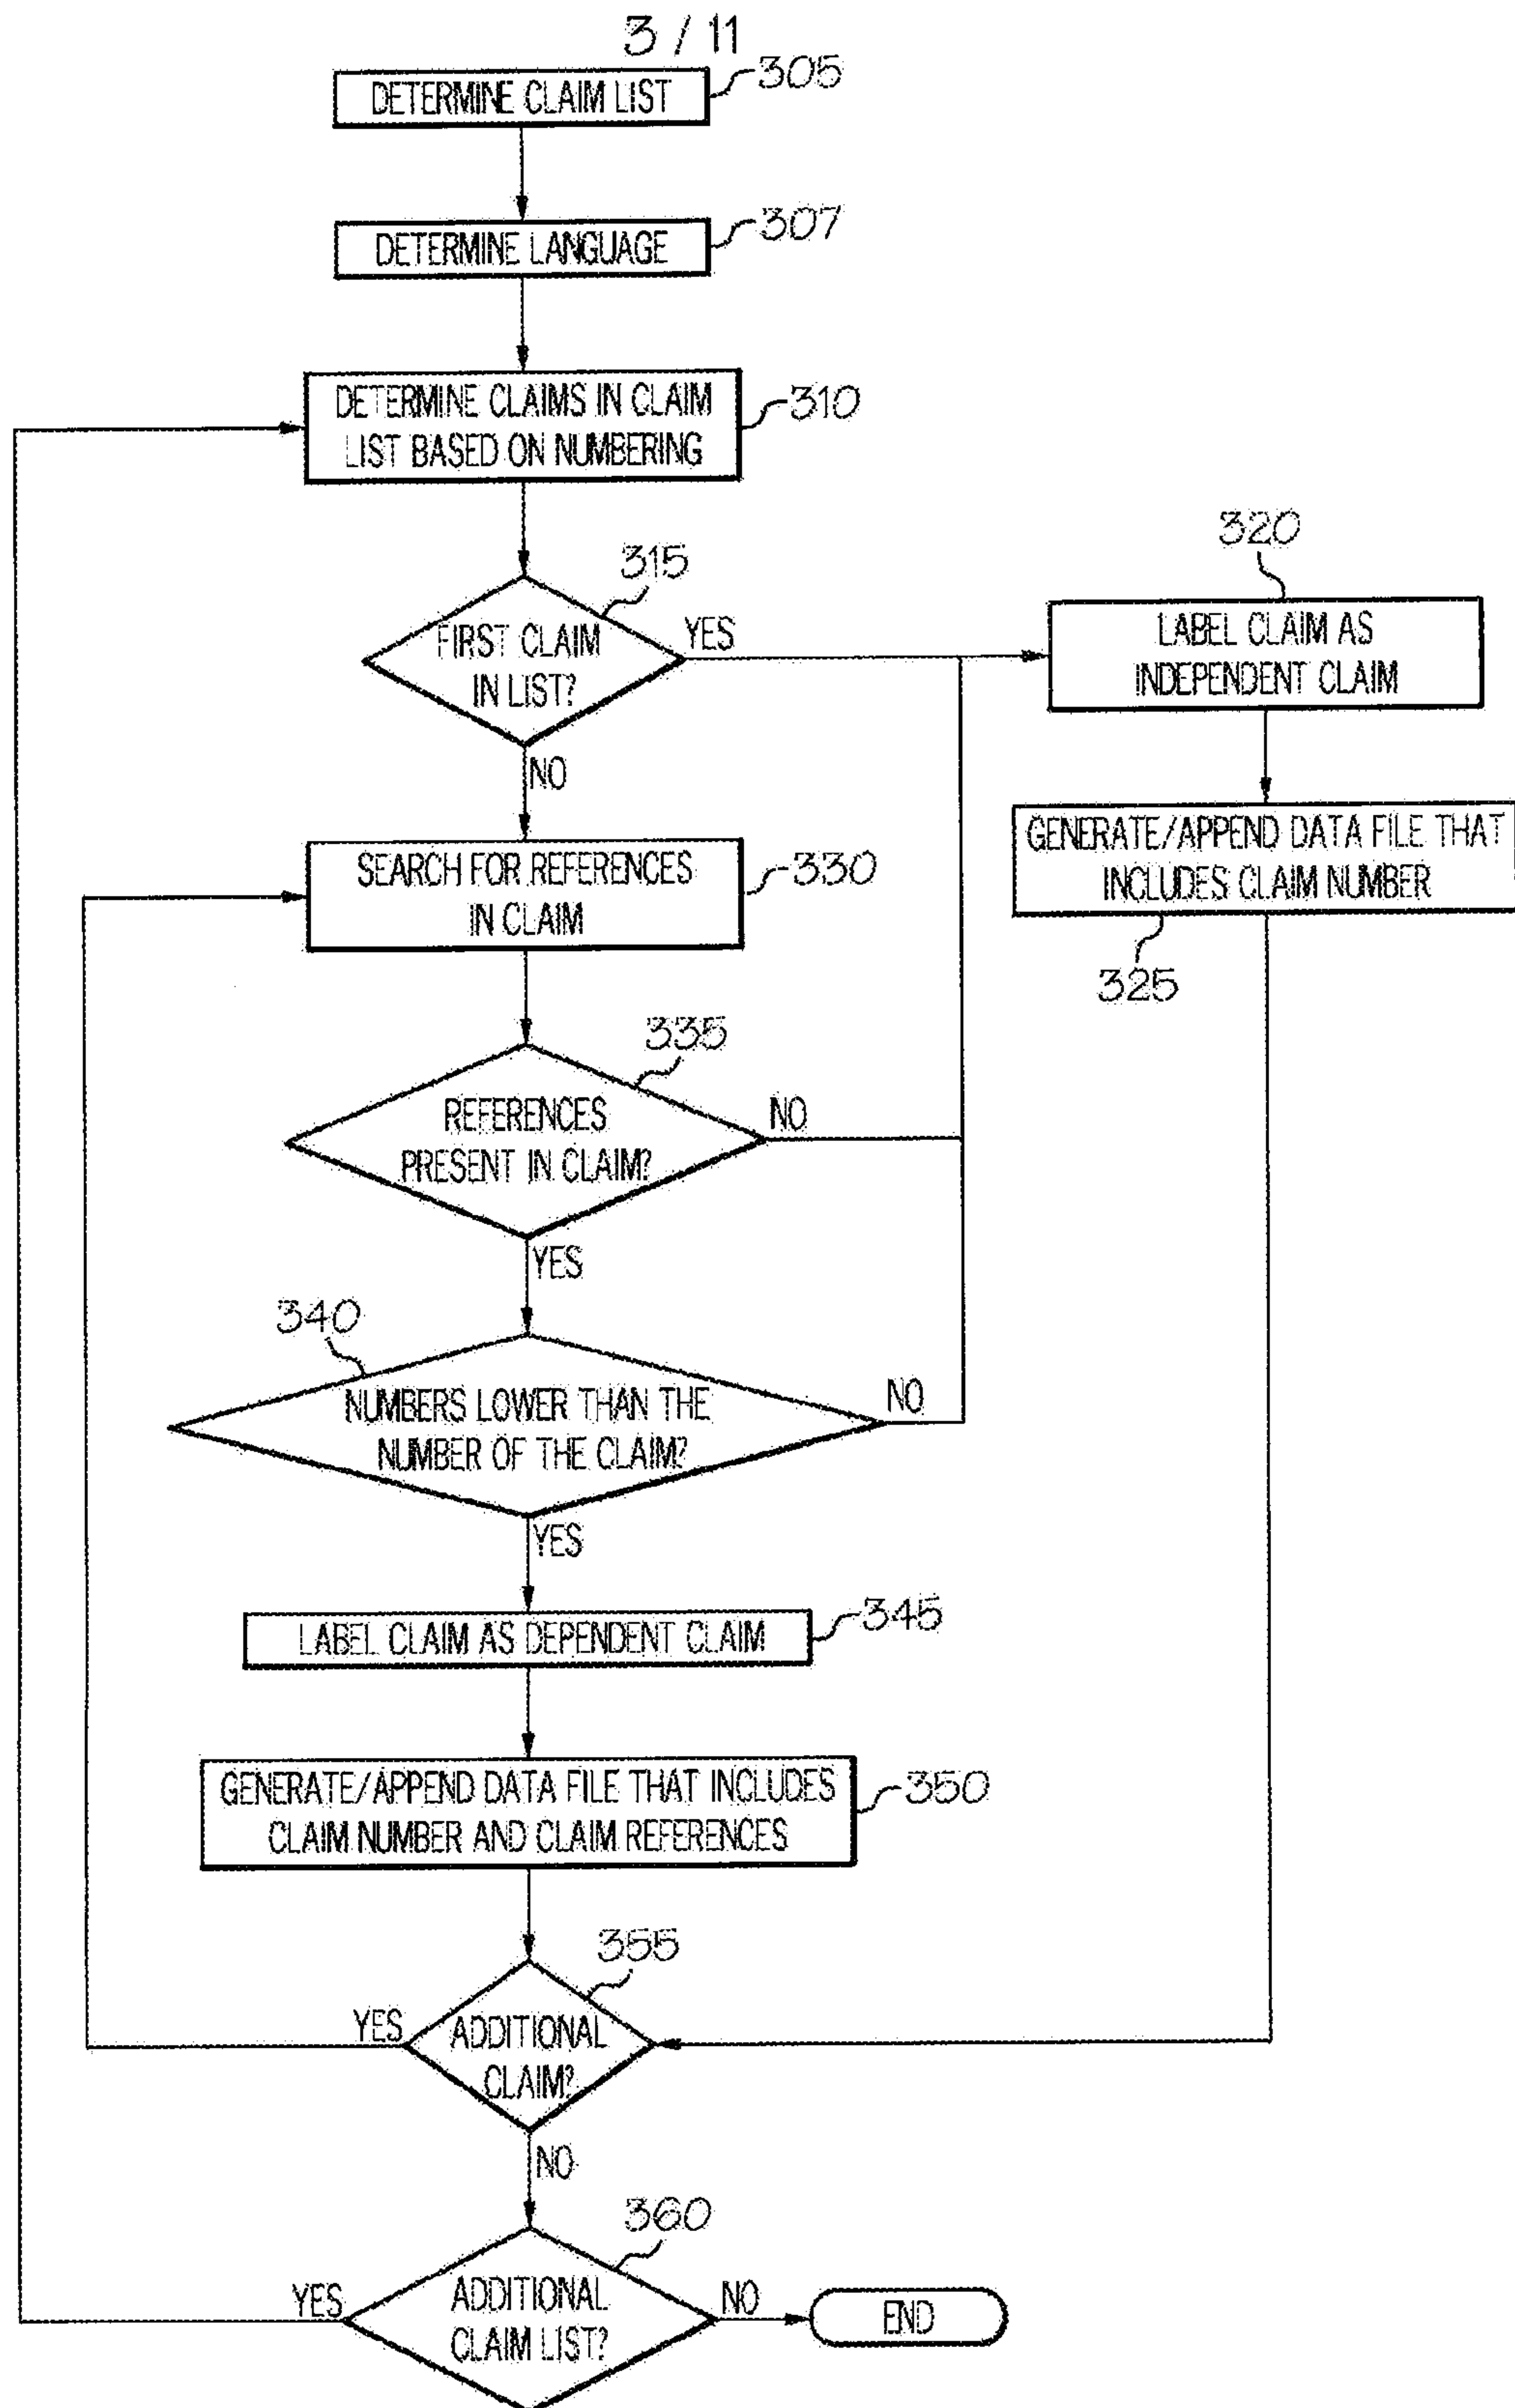 3 / 11
DETERMINE CLAIM LIST
305
DETERMINE LANGUAGE
307
DETERMINE CLAIMS IN CLAIM
LIST BASED ON NUMBERING
310
315
FIRST CLAIM
IN LIST?
YES
NO
320
LABEL CLAIM AS
INDEPENDENT CLAIM
GENERATE/APPEND DATA FILE THAT
INCLUDES CLAIM NUMBER
325
SEARCH FOR REFERENCES
IN CLAIM
330
335
REFERENCES
PRESENT IN CLAIM?
NO
YES
340
NUMBERS LOWER THAN THE
NUMBER OF THE CLAIM?
NO
YES
LABEL CLAIM AS DEPENDENT CLAIM
345
GENERATE/APPEND DATA FILE THAT INCLUDES
CLAIM NUMBER AND CLAIM REFERENCES
350
355
YES
ADDITIONAL
CLAIM?
NO
360
YES
ADDITIONAL
CLAIM LIST?
NO
END